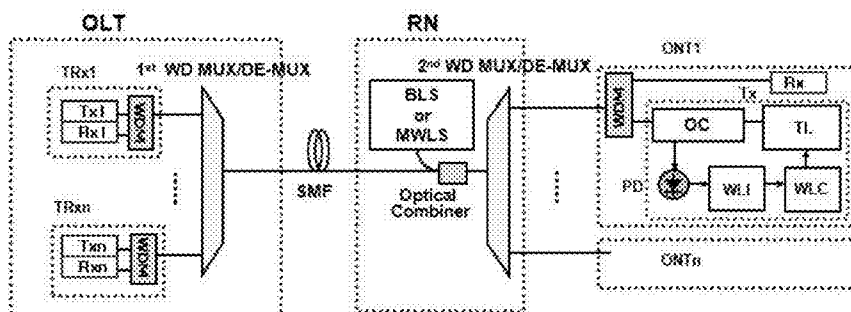 OLT
RN
ONT1
TRx1
1st WD MUX/DE-MUX
2nd WD MUX/DE-MUX
Tx1
Rx1
WDM
BLS
or
MWLS
WDM
Rx
Tx
OC
TL
SMF
Optical
Combiner
PD
WLI
WLC
TRxn
Txn
Rxn
WDM
ONTn